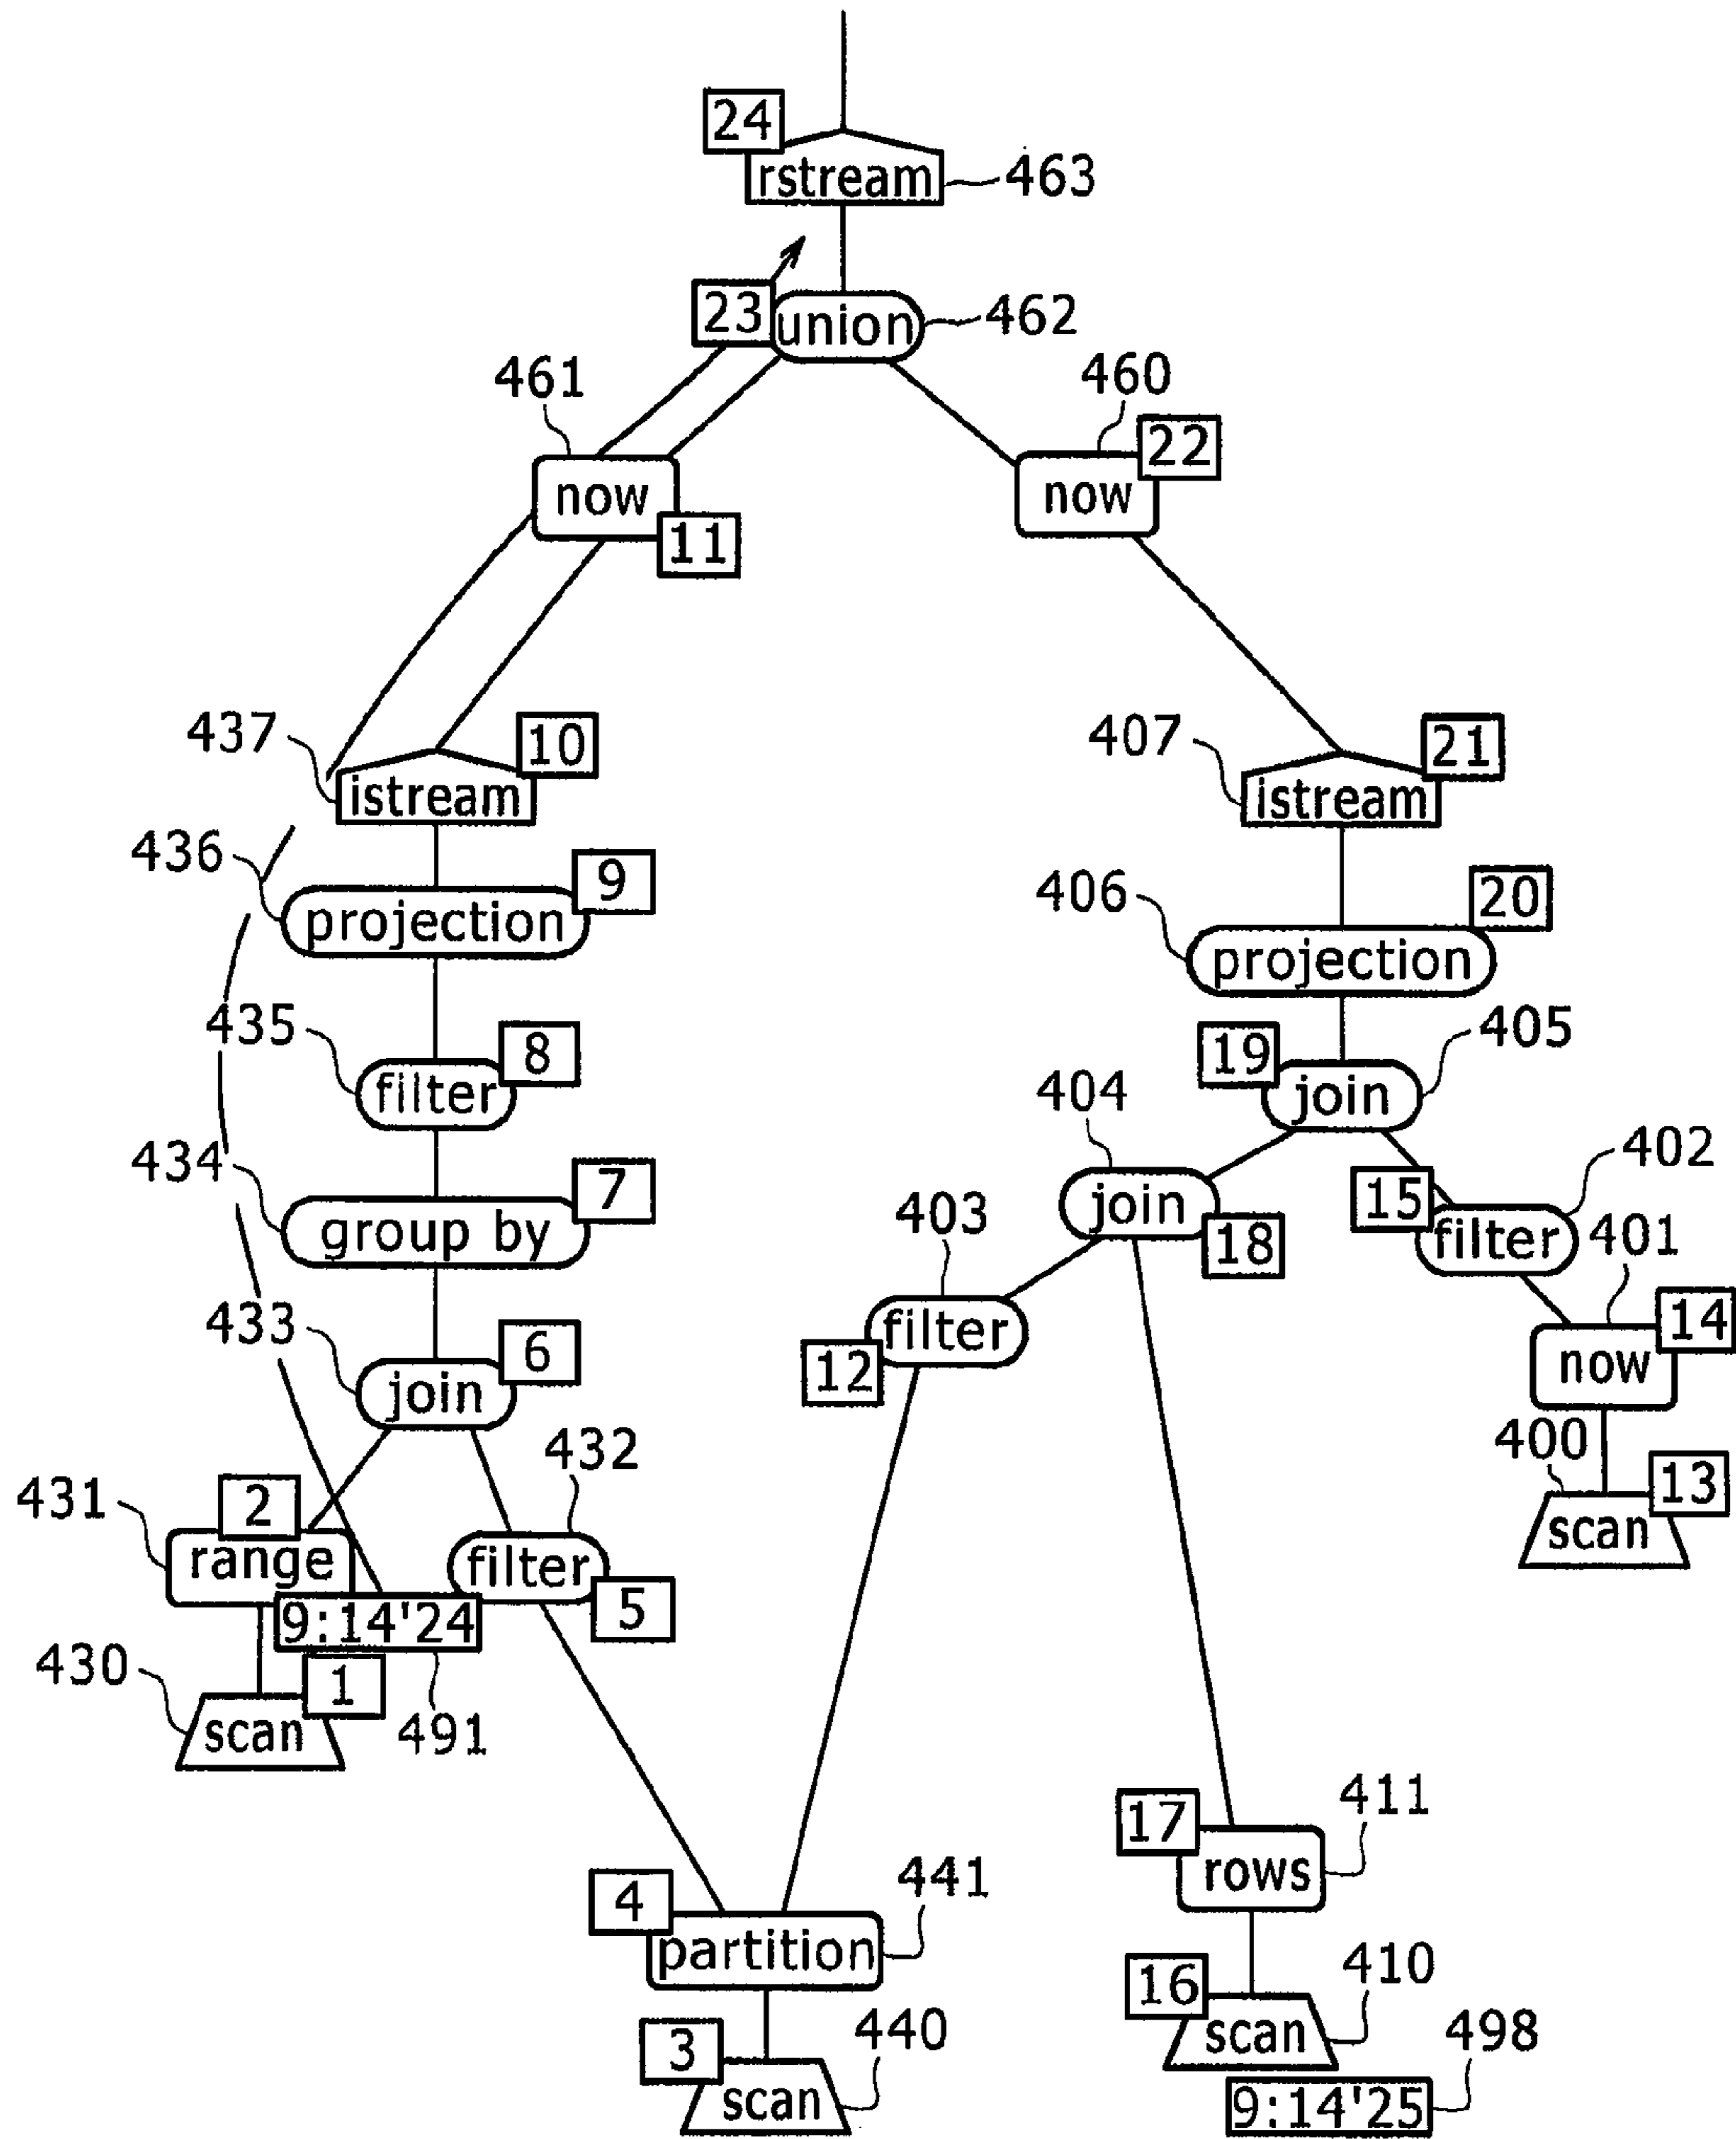 24
rstream 463
23 union 462
461 460
now 11
22 now
437 istream 10
407 istream 21
436 projection 9
406 projection 20
435 filter 8
19 join 405
404 join 18
15 filter 402
434 group by 7
403 filter 12
401 now 14
433 join 6
400 scan 13
432 filter 5
431 2 range
9:14'24 491
430 scan 1
17 rows 411
4 partition 441
16 scan 410
3 scan 440
9:14'25 498